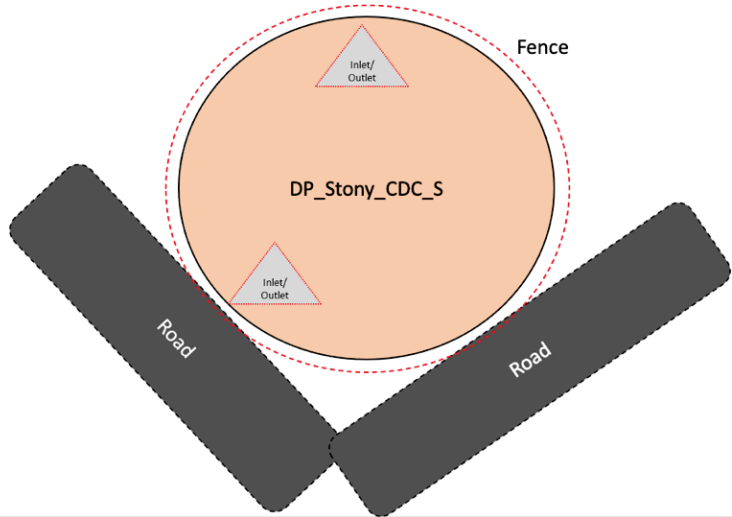 Fence
Inlet/
Outlet
DP_Stony_CDC_S
Inlet/
Outlet
Road
Road